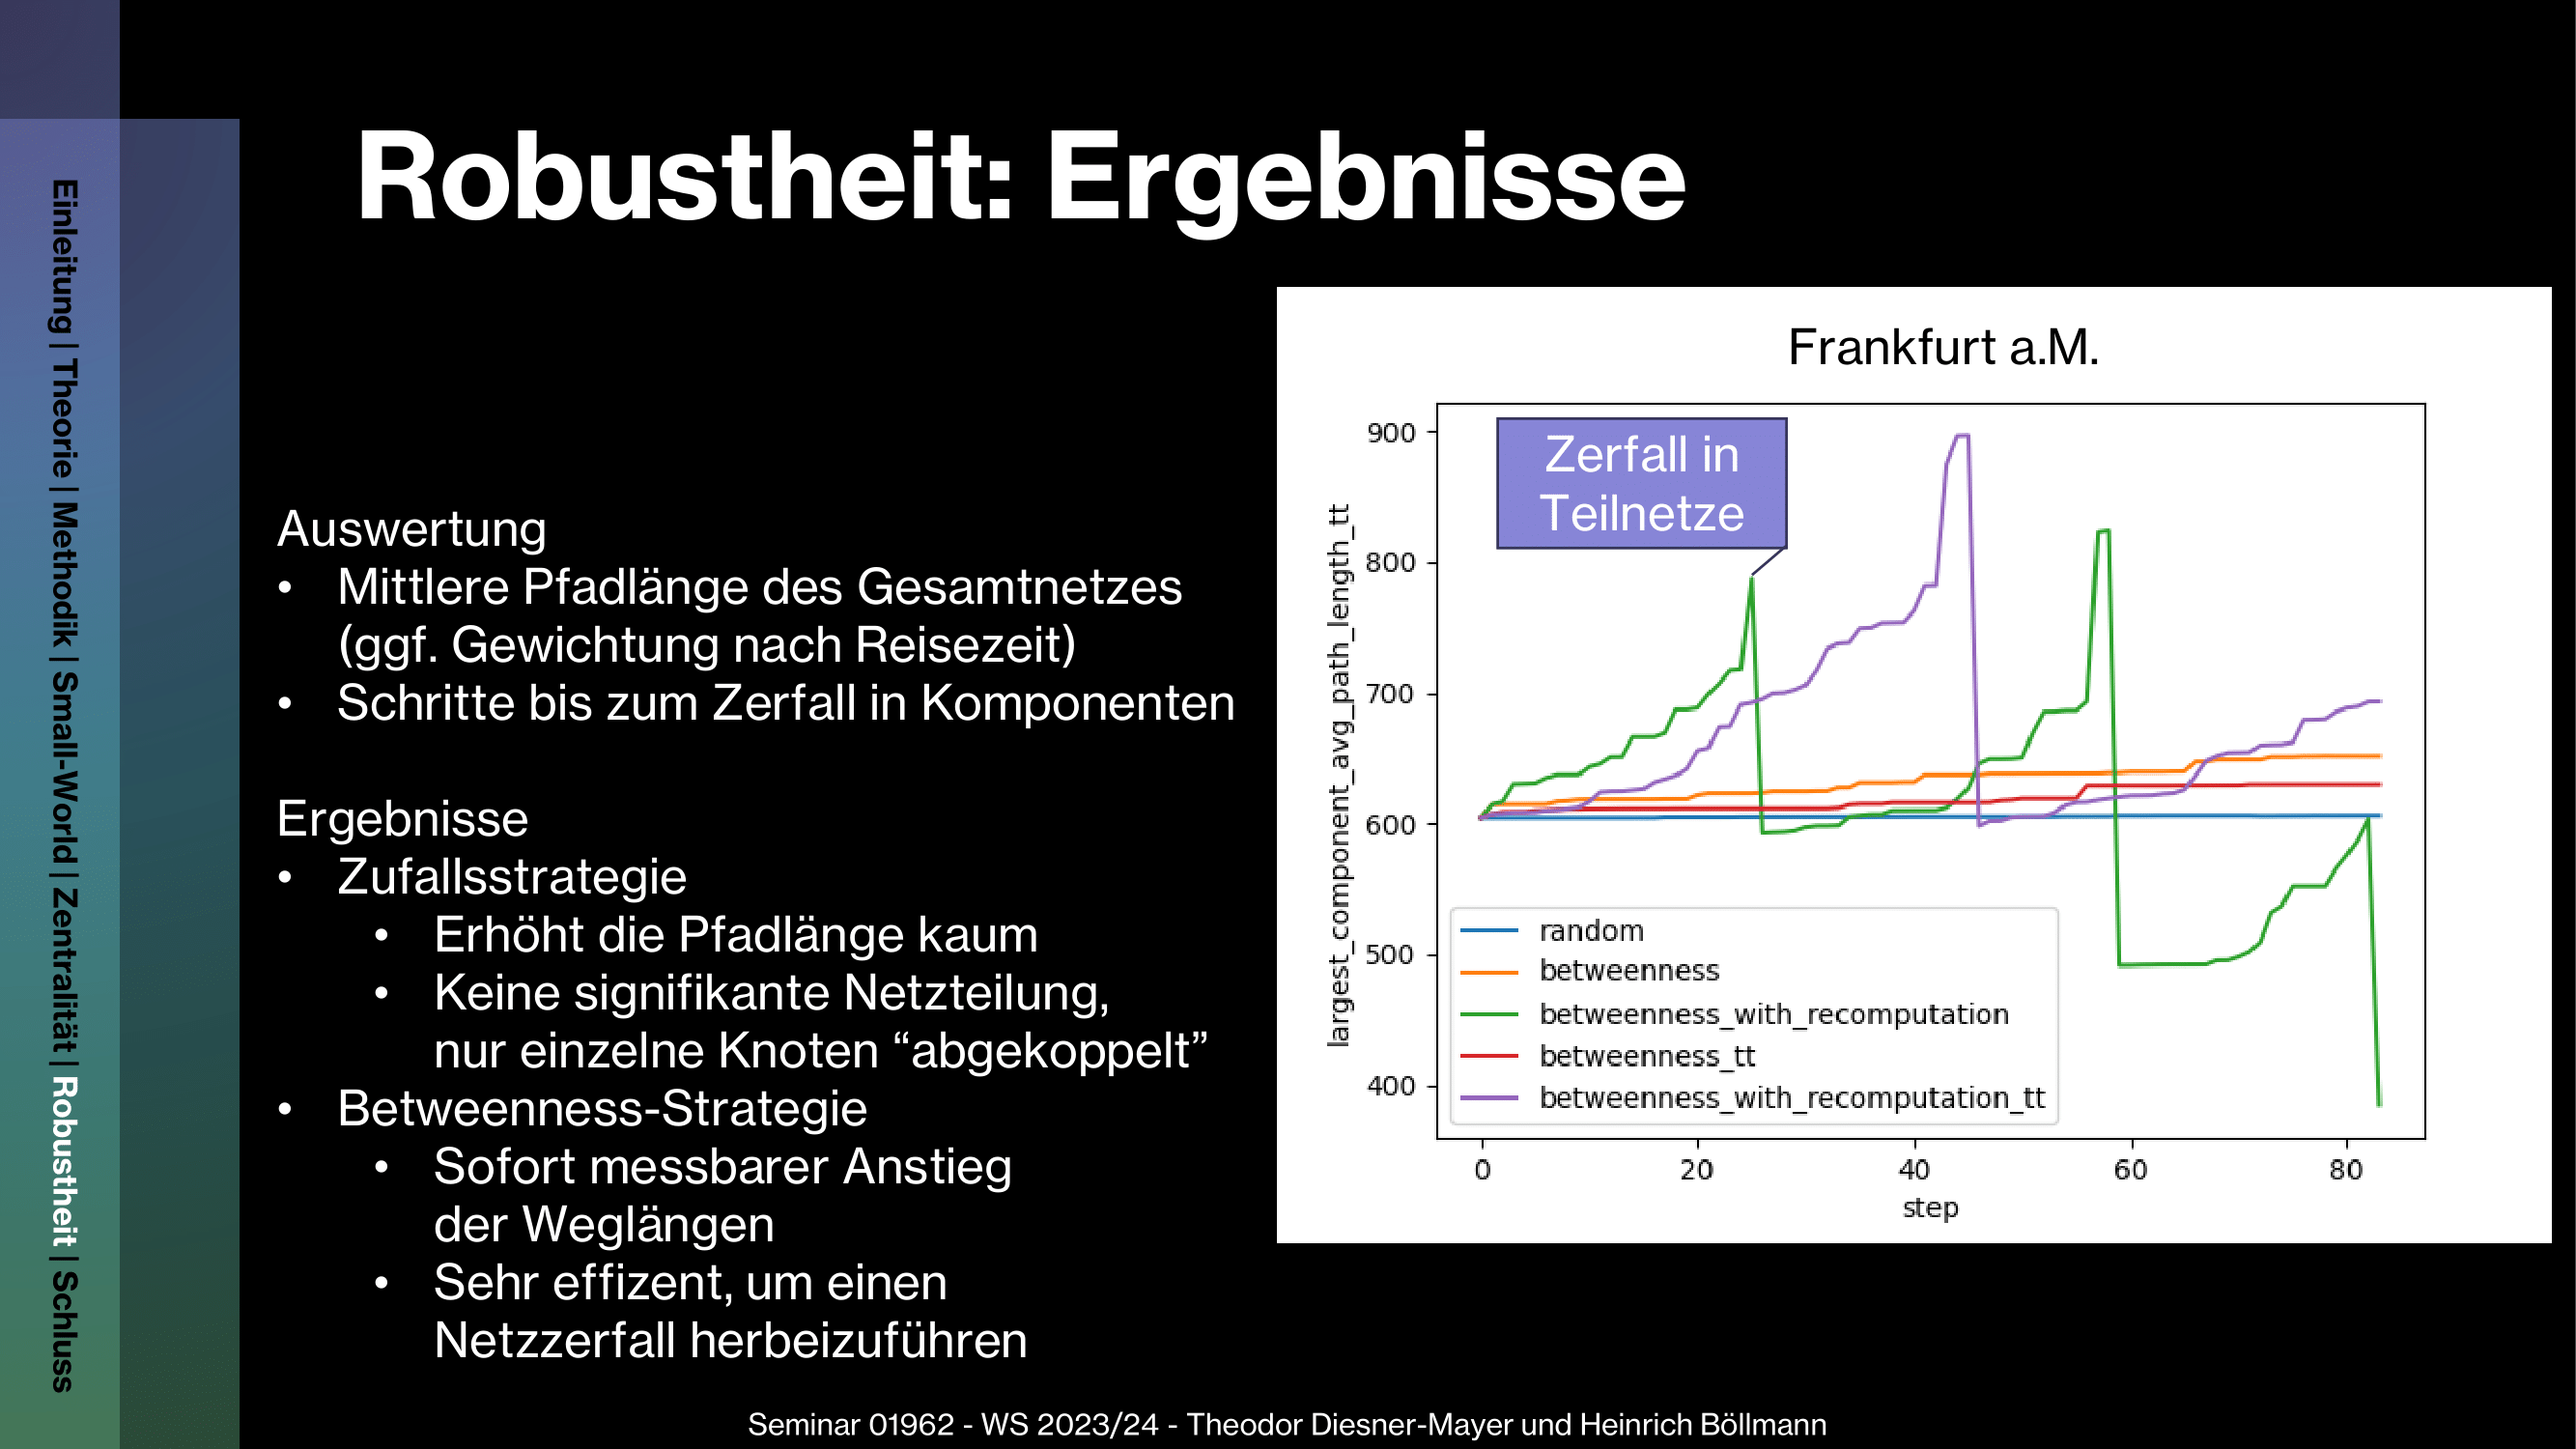 Robustheit: Ergebnisse
Einleitung | Theorie | Methodik | Small-World | Zentralität | Robustheit | Schluss
Auswertung
• Mittlere Pfadlänge des Gesamtnetzes
(ggf. Gewichtung nach Reisezeit)
• Schritte bis zum Zerfall in Komponenten
Ergebnisse
• Zufallsstrategie
• Erhöht die Pfadlänge kaum
• Keine signifikante Netzteilung,
nur einzelne Knoten “abgekoppelt”
• Betweenness-Strategie
• Sofort messbarer Anstieg
der Weglängen
• Sehr effizent, um einen
Netzzerfall herbeizuführen
Frankfurt a.M.
Zerfall in
Teilnetze
largest_component_avg_path_length_tt
900
800
700
600
500
400
random
betweenness
betweenness_with_recomputation
betweenness_tt
betweenness_with_recomputation_tt
0 20 40 60 80
step
Seminar 01962 - WS 2023/24 - Theodor Diesner-Mayer und Heinrich Böllmann